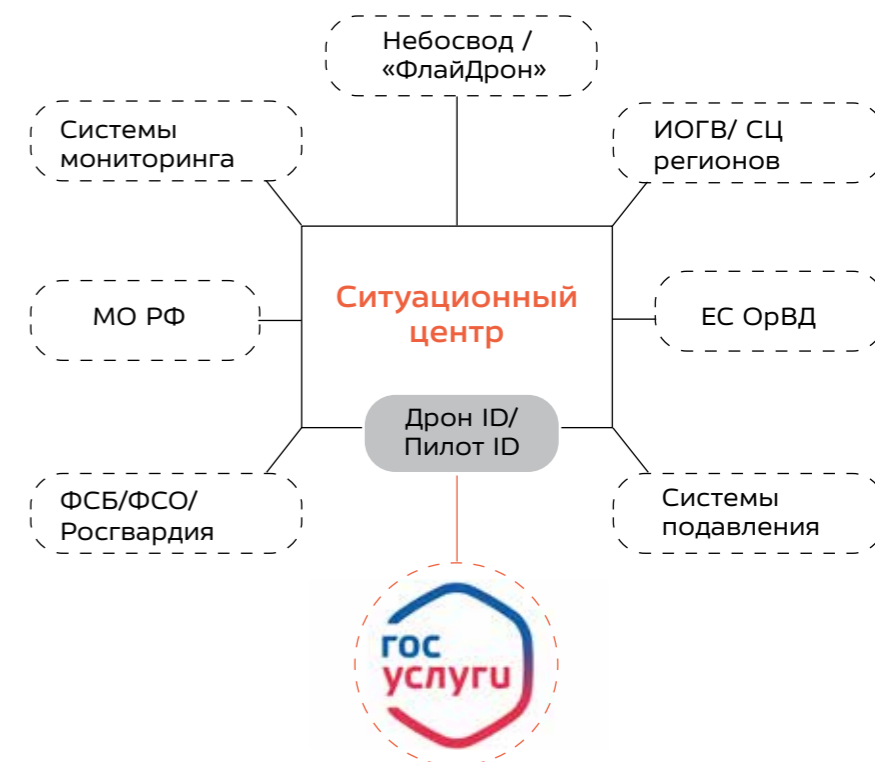 Небосвод /
«ФлайДрон»
Системы
мониторинга
ИОГВ/ СЦ
регионов
Ситуационный
центр
МО РФ
ЕС ОрВД
Дрон ID/
Пилот ID
ФСБ/ФСО/
Росгвардия
Системы
подавления
гос
услуги